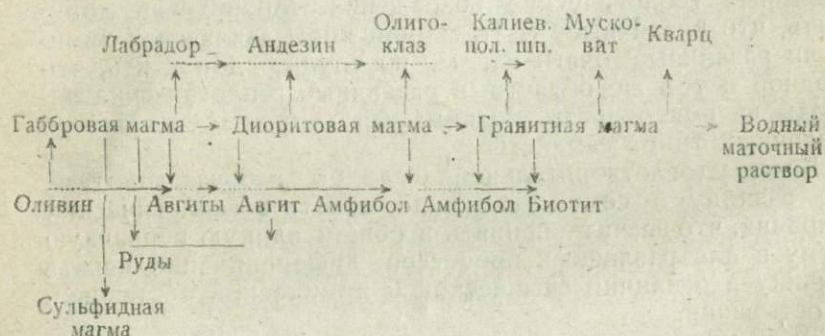 Олиго- Калиев. Муско-
Лабрадор Андезин клаз пол. шп. вит Кварц
Габбровая магма Диоритовая магма Гранитная магма Водный
маточный
раствор
Оливин Авгиты Авгит Амфибол Амфибол Биотит
Руды
Сульфидная
магма